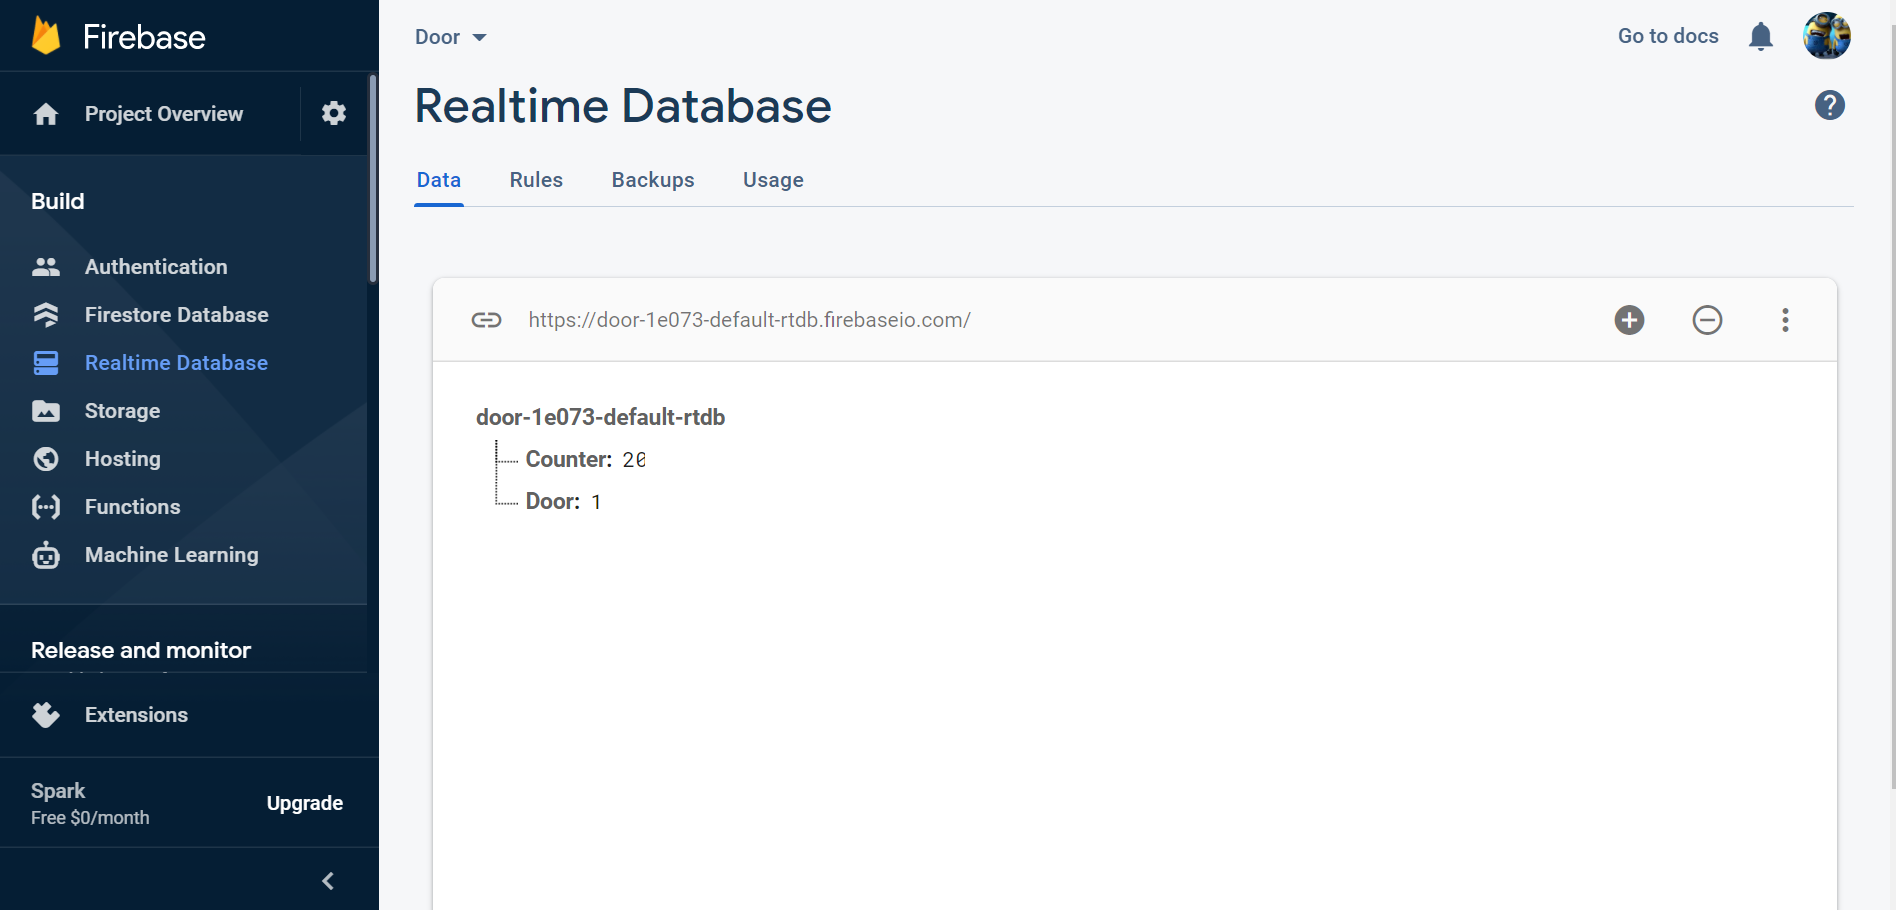 Firebase
Project Overview
Build
Authentication
Firestore Database
Realtime Database
Storage
Hosting
Functions
Machine Learning
Release and monitor
Extensions
Spark
Free $0/month
Upgrade
Door
Go to docs
Realtime Database
Data Rules Backups Usage
https://door-1e073-default-rtdb.firebaseio.com/
door-1e073-default-rtdb
Counter: 20
Door: 1